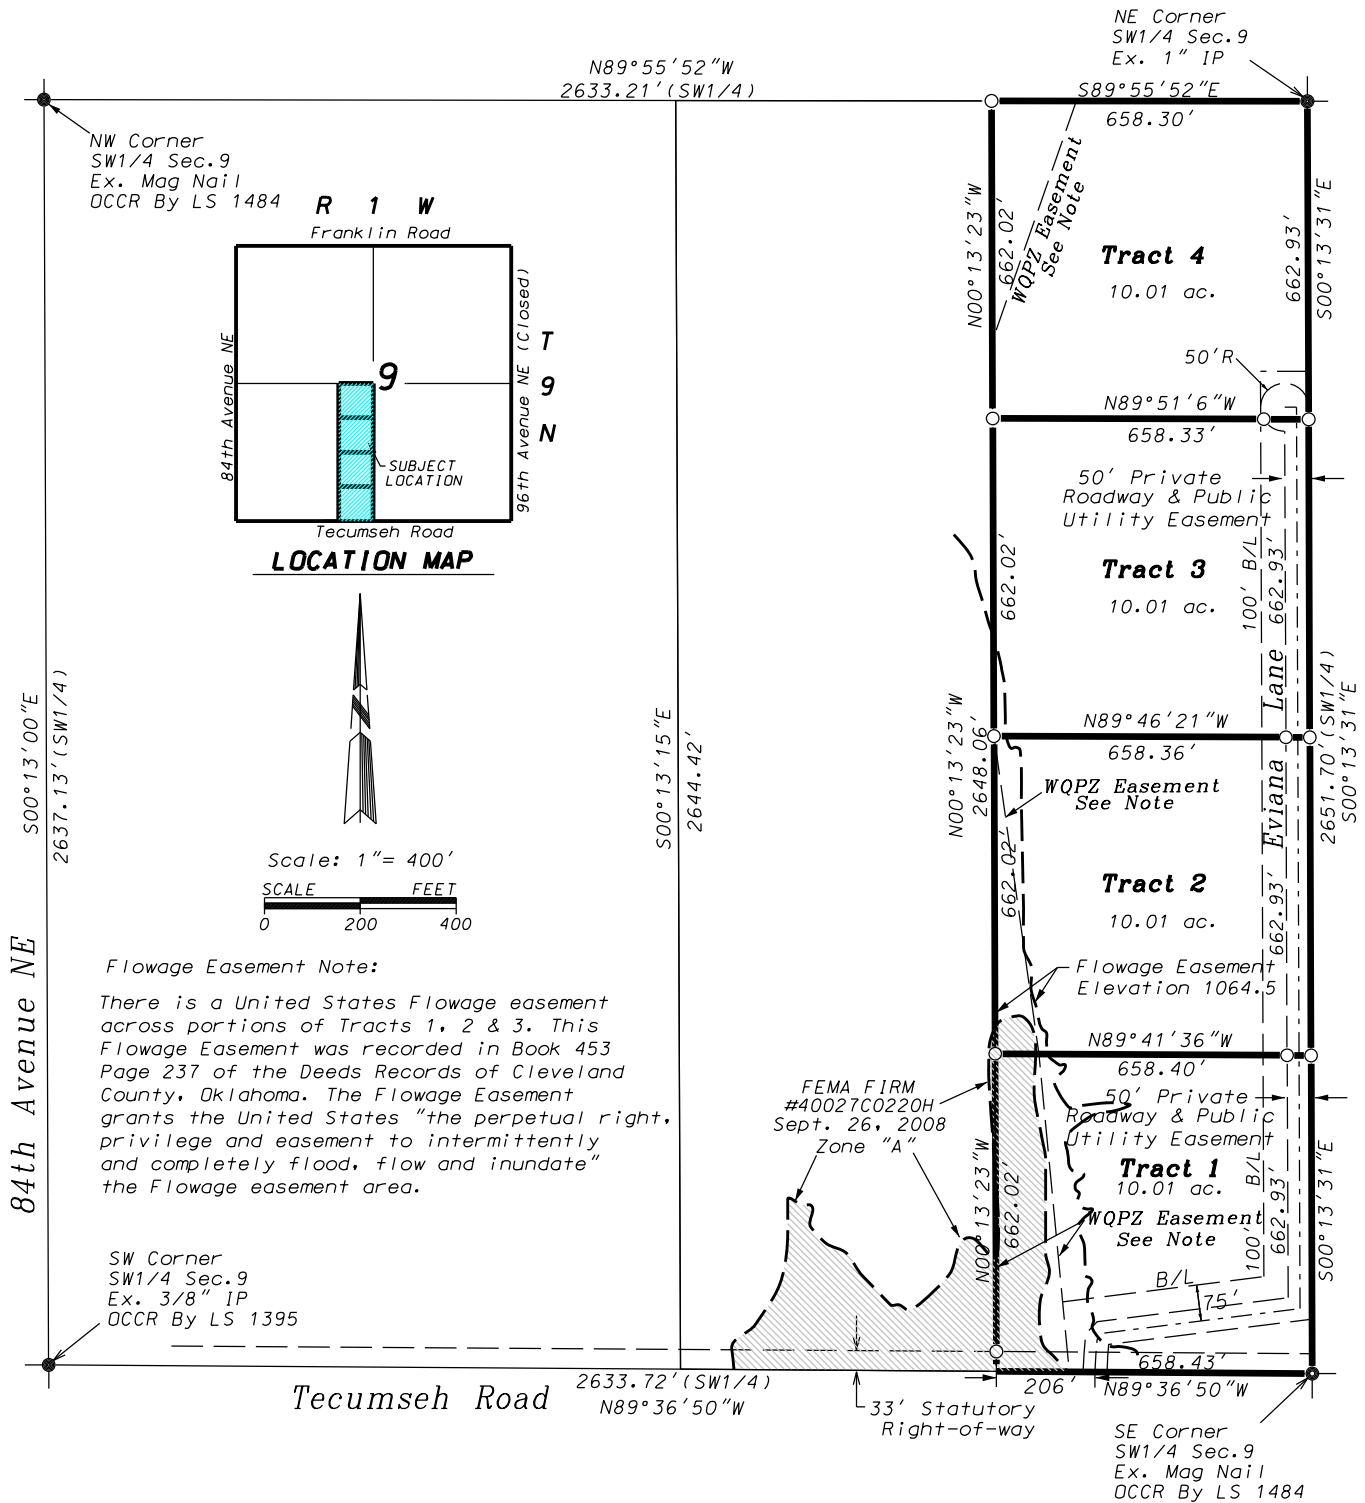 NE Corner
SW1/4 Sec.9
Ex. 1" IP
N89°55'52"W
2633.21'(SW1/4)
S89°55'52"E
658.30'
NW Corner
SW1/4 Sec.9
Ex. Mag Nail
OCCR By LS 1484
R 1 W
Franklin Road
84th Avenue NE
96th Avenue NE (Closed)
T
9
N
9
SUBJECT
LOCATION
Tecumseh Road
LOCATION MAP
N00°13'23"W
662.02'
WQPZ Easement
See Note
Tract 4
10.01 ac.
662.93'
S00°13'31"E
50'R
N89°51'6"W
658.33'
50' Private
Roadway & Public
Utility Easement
100' B/L
662.93'
662.02'
Tract 3
10.01 ac.
Eviana Lane
N
S00°13'00"E
2637.13'(SW1/4)
S00°13'15"E
2644.42'
N00°13'23"W
2648.06'
N89°46'21"W
658.36'
2651.70'(SW1/4)
S00°13'31"E
WQPZ Easement
See Note
662.02'
Tract 2
10.01 ac.
662.93'
Scale: 1"= 400'
SCALE FEET
0 200 400
Flowage Easement
Elevation 1064.5
N89°41'36"W
658.40'
84th Avenue NE
Flowage Easement Note:
There is a United States Flowage easement
across portions of Tracts 1, 2 & 3. This
Flowage Easement was recorded in Book 453
Page 237 of the Deeds Records of Cleveland
County, Oklahoma. The Flowage Easement
grants the United States "the perpetual right,
privilege and easement to intermittently
and completely flood, flow and inundate"
the Flowage easement area.
FEMA FIRM
#40027C0220H
Sept. 26, 2008
Zone "A"
50' Private
Roadway & Public
Utility Easement
N00°13'23"W
662.02'
Tract 1
10.01 ac.
100' B/L
662.93'
S00°13'31"E
WQPZ Easement
See Note
B/L
75'
SW Corner
SW1/4 Sec.9
Ex. 3/8" IP
OCCR By LS 1395
Tecumseh Road
2633.72'(SW1/4)
N89°36'50"W
658.43'
206'
N89°36'50"W
33' Statutory
Right-of-way
SE Corner
SW1/4 Sec.9
Ex. Mag Nail
OCCR By LS 1484